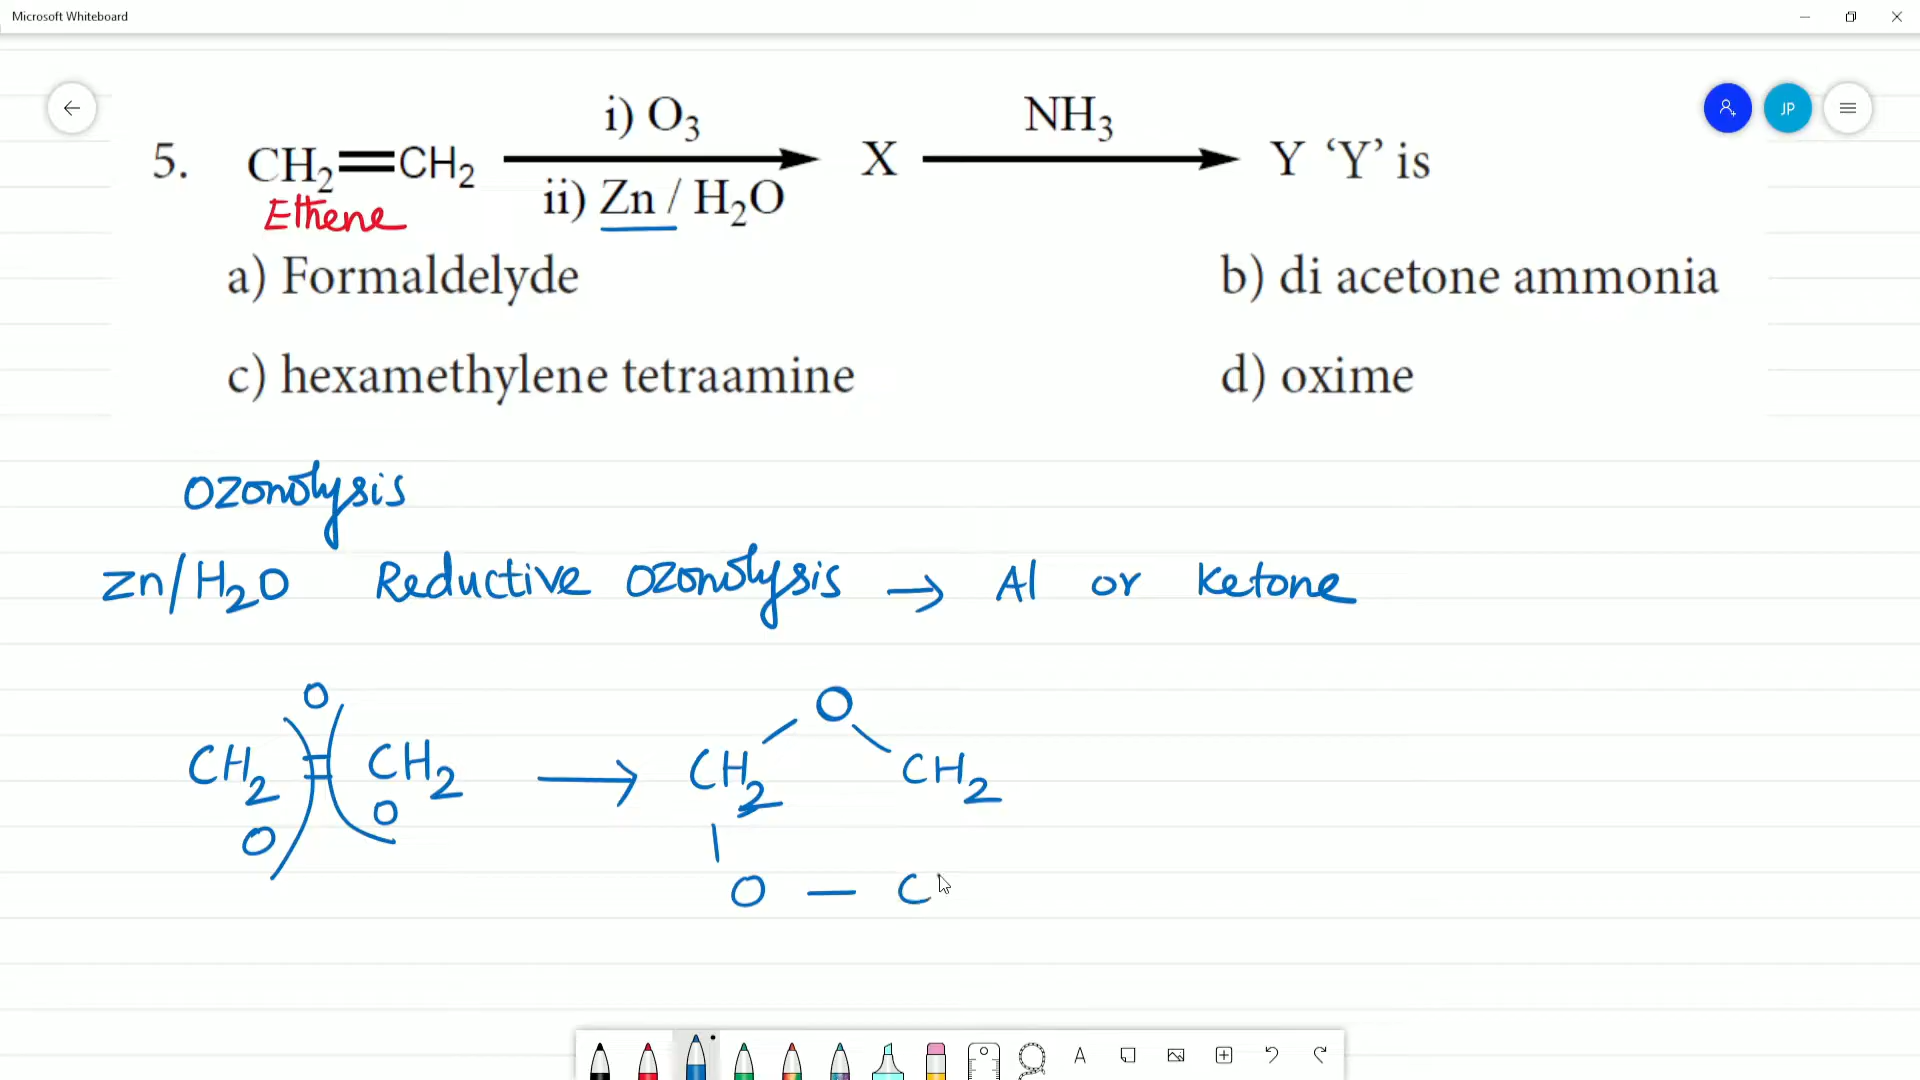 Microsoft Whiteboard
JP
i) O₃ NH₃
5. CH₂=CH₂ → X → Y ‘Y’ is
ii) Zn / H₂O
Ethene
a) Formaldelyde b) di acetone ammonia
c) hexamethylene tetraamine d) oxime
Ozonolysis
Zn/H₂O Reductive Ozonolysis → Al or Ketone
O O
CH₂ = CH₂ → CH₂ CH₂
O O
O — C
A